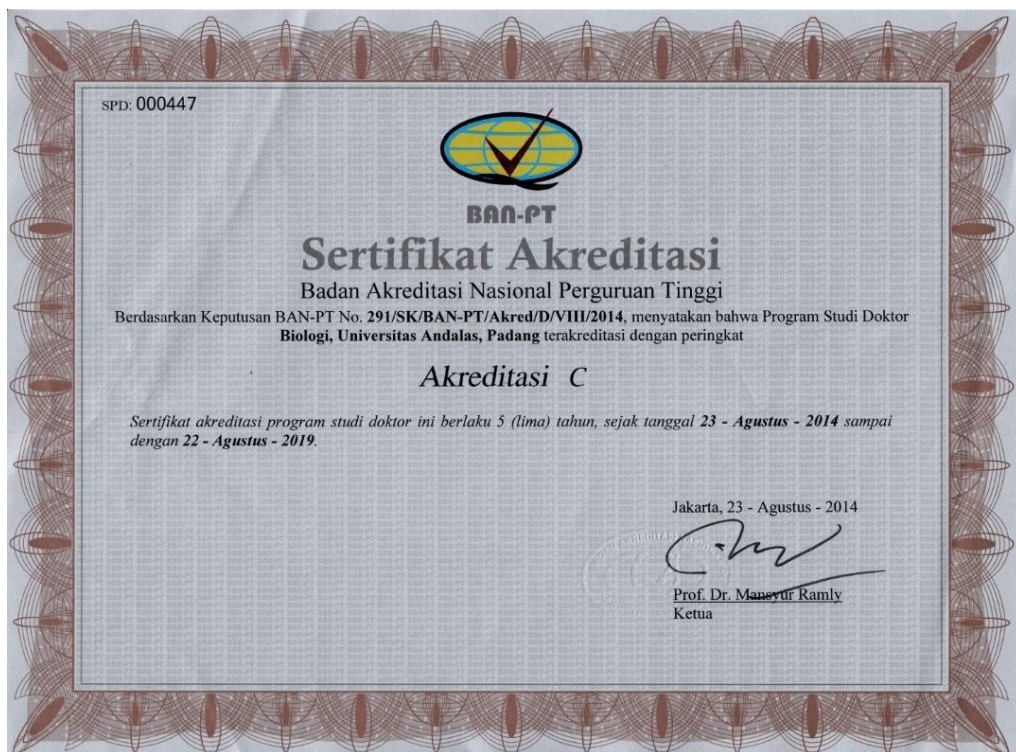 SPD: 000447
BAN-PT
Sertifikat Akreditasi
Badan Akreditasi Nasional Perguruan Tinggi
Berdasarkan Keputusan BAN-PT No. 291/SK/BAN-PT/Akred/D/VIII/2014, menyatakan bahwa Program Studi Doktor
Biologi, Universitas Andalas, Padang terakreditasi dengan peringkat
Akreditasi C
Sertifikat akreditasi program studi doktor ini berlaku 5 (lima) tahun, sejak tanggal 23 - Agustus - 2014 sampai
dengan 22 - Agustus - 2019.
Jakarta, 23 - Agustus - 2014
Prof. Dr. Mansyur Ramly
Ketua